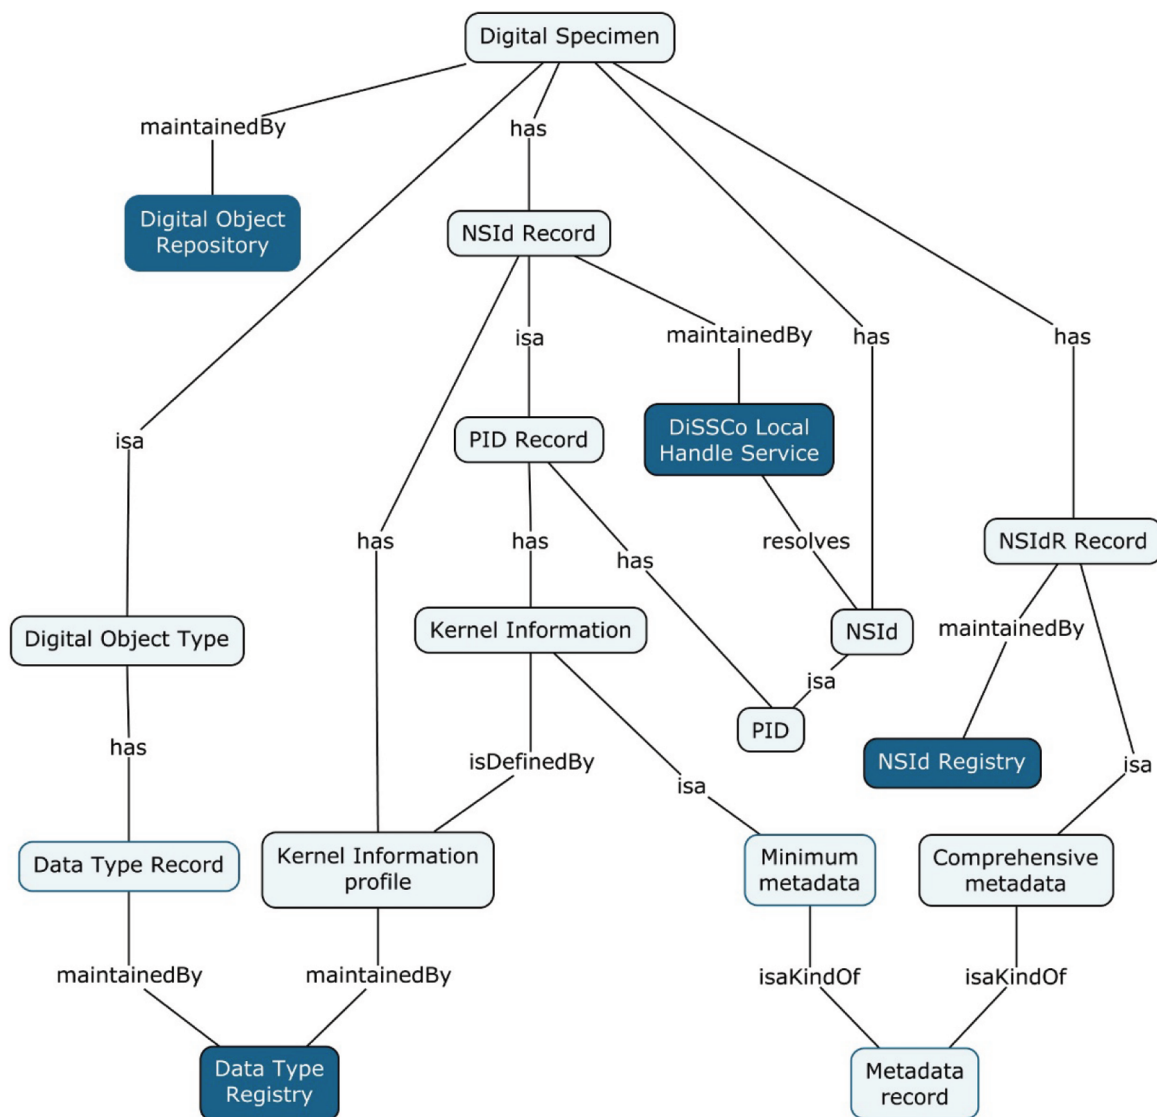 Digital Specimen
maintainedBy
has
Digital Object
Repository
NSId Record
isa
maintainedBy
has
has
isa
PID Record
DiSSCo Local
Handle Service
has
has
has
resolves
NSIdR Record
Digital Object Type
Kernel Information
NSId
maintainedBy
isa
PID
has
isDefinedBy
NSId Registry
isa
isa
Data Type Record
Kernel Information
profile
Minimum
metadata
Comprehensive
metadata
maintainedBy
maintainedBy
isaKindOf
isaKindOf
Data Type
Registry
Metadata
record